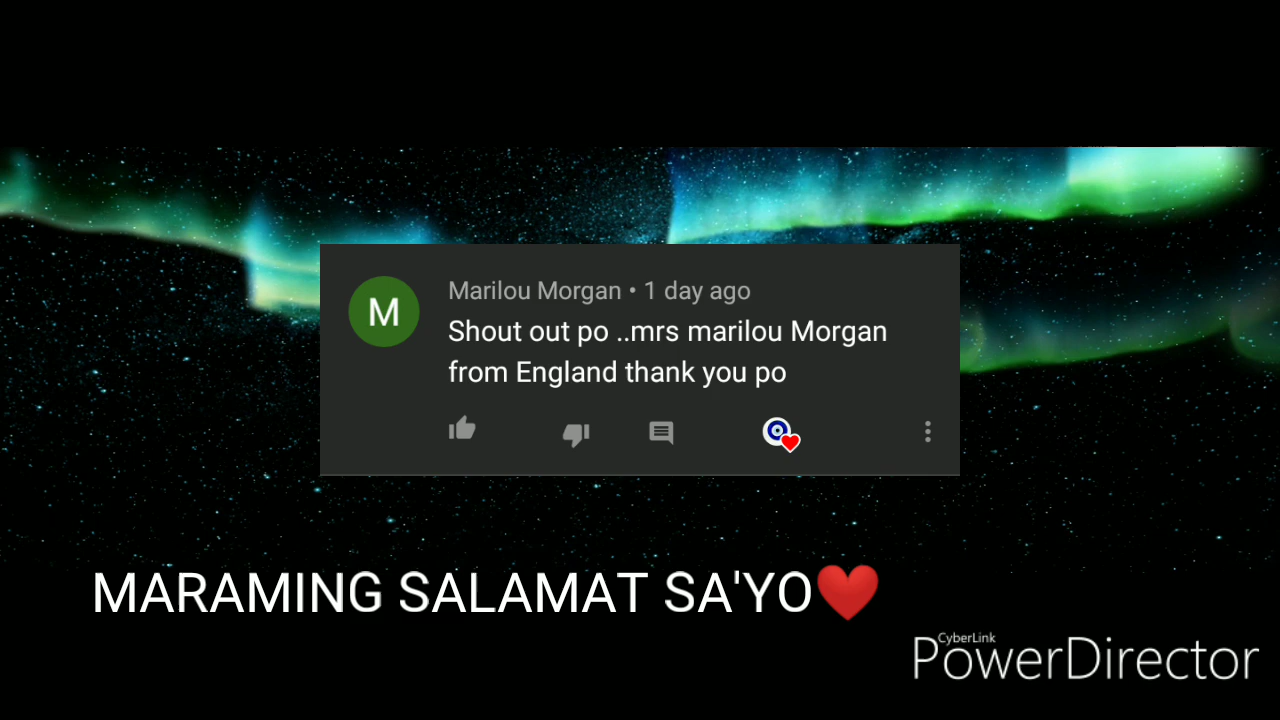 M
Marilou Morgan • 1 day ago
Shout out po ..mrs marilou Morgan
from England thank you po
MARAMING SALAMAT SA'YO❤️
CyberLink
PowerDirector